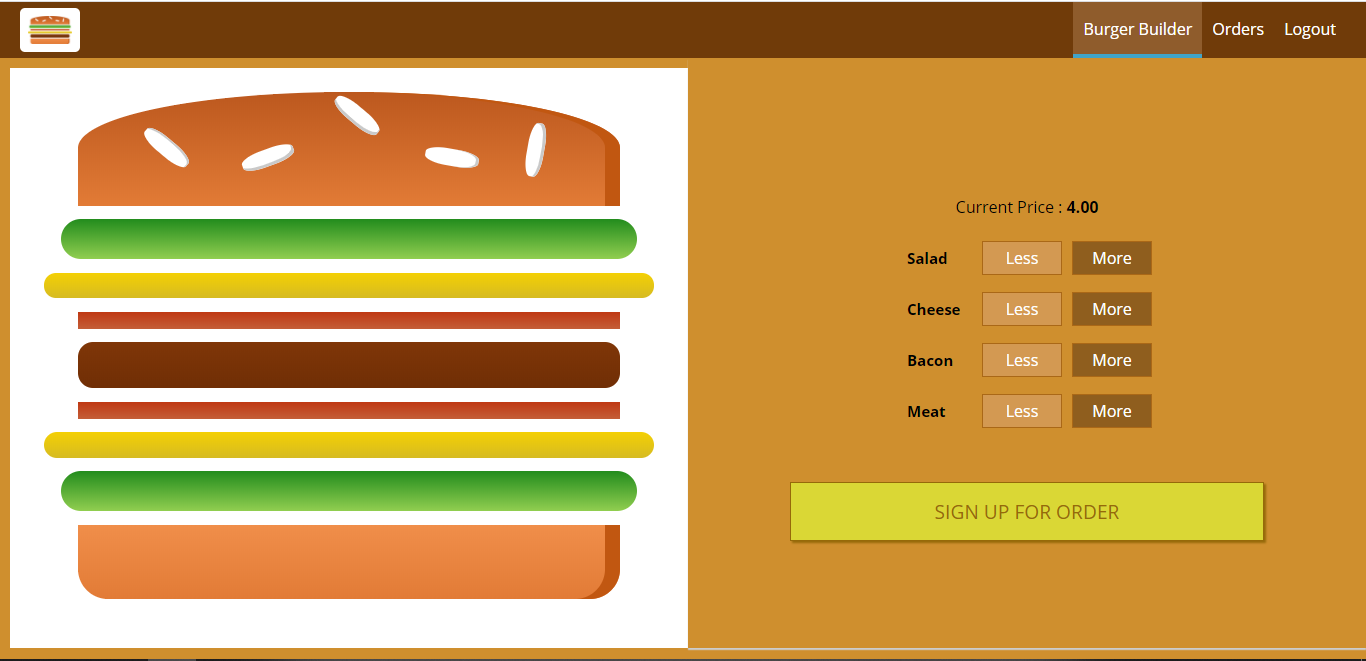 Burger Builder Orders Logout
Current Price : 4.00
Salad Less More
Cheese Less More
Bacon Less More
Meat Less More
SIGN UP FOR ORDER